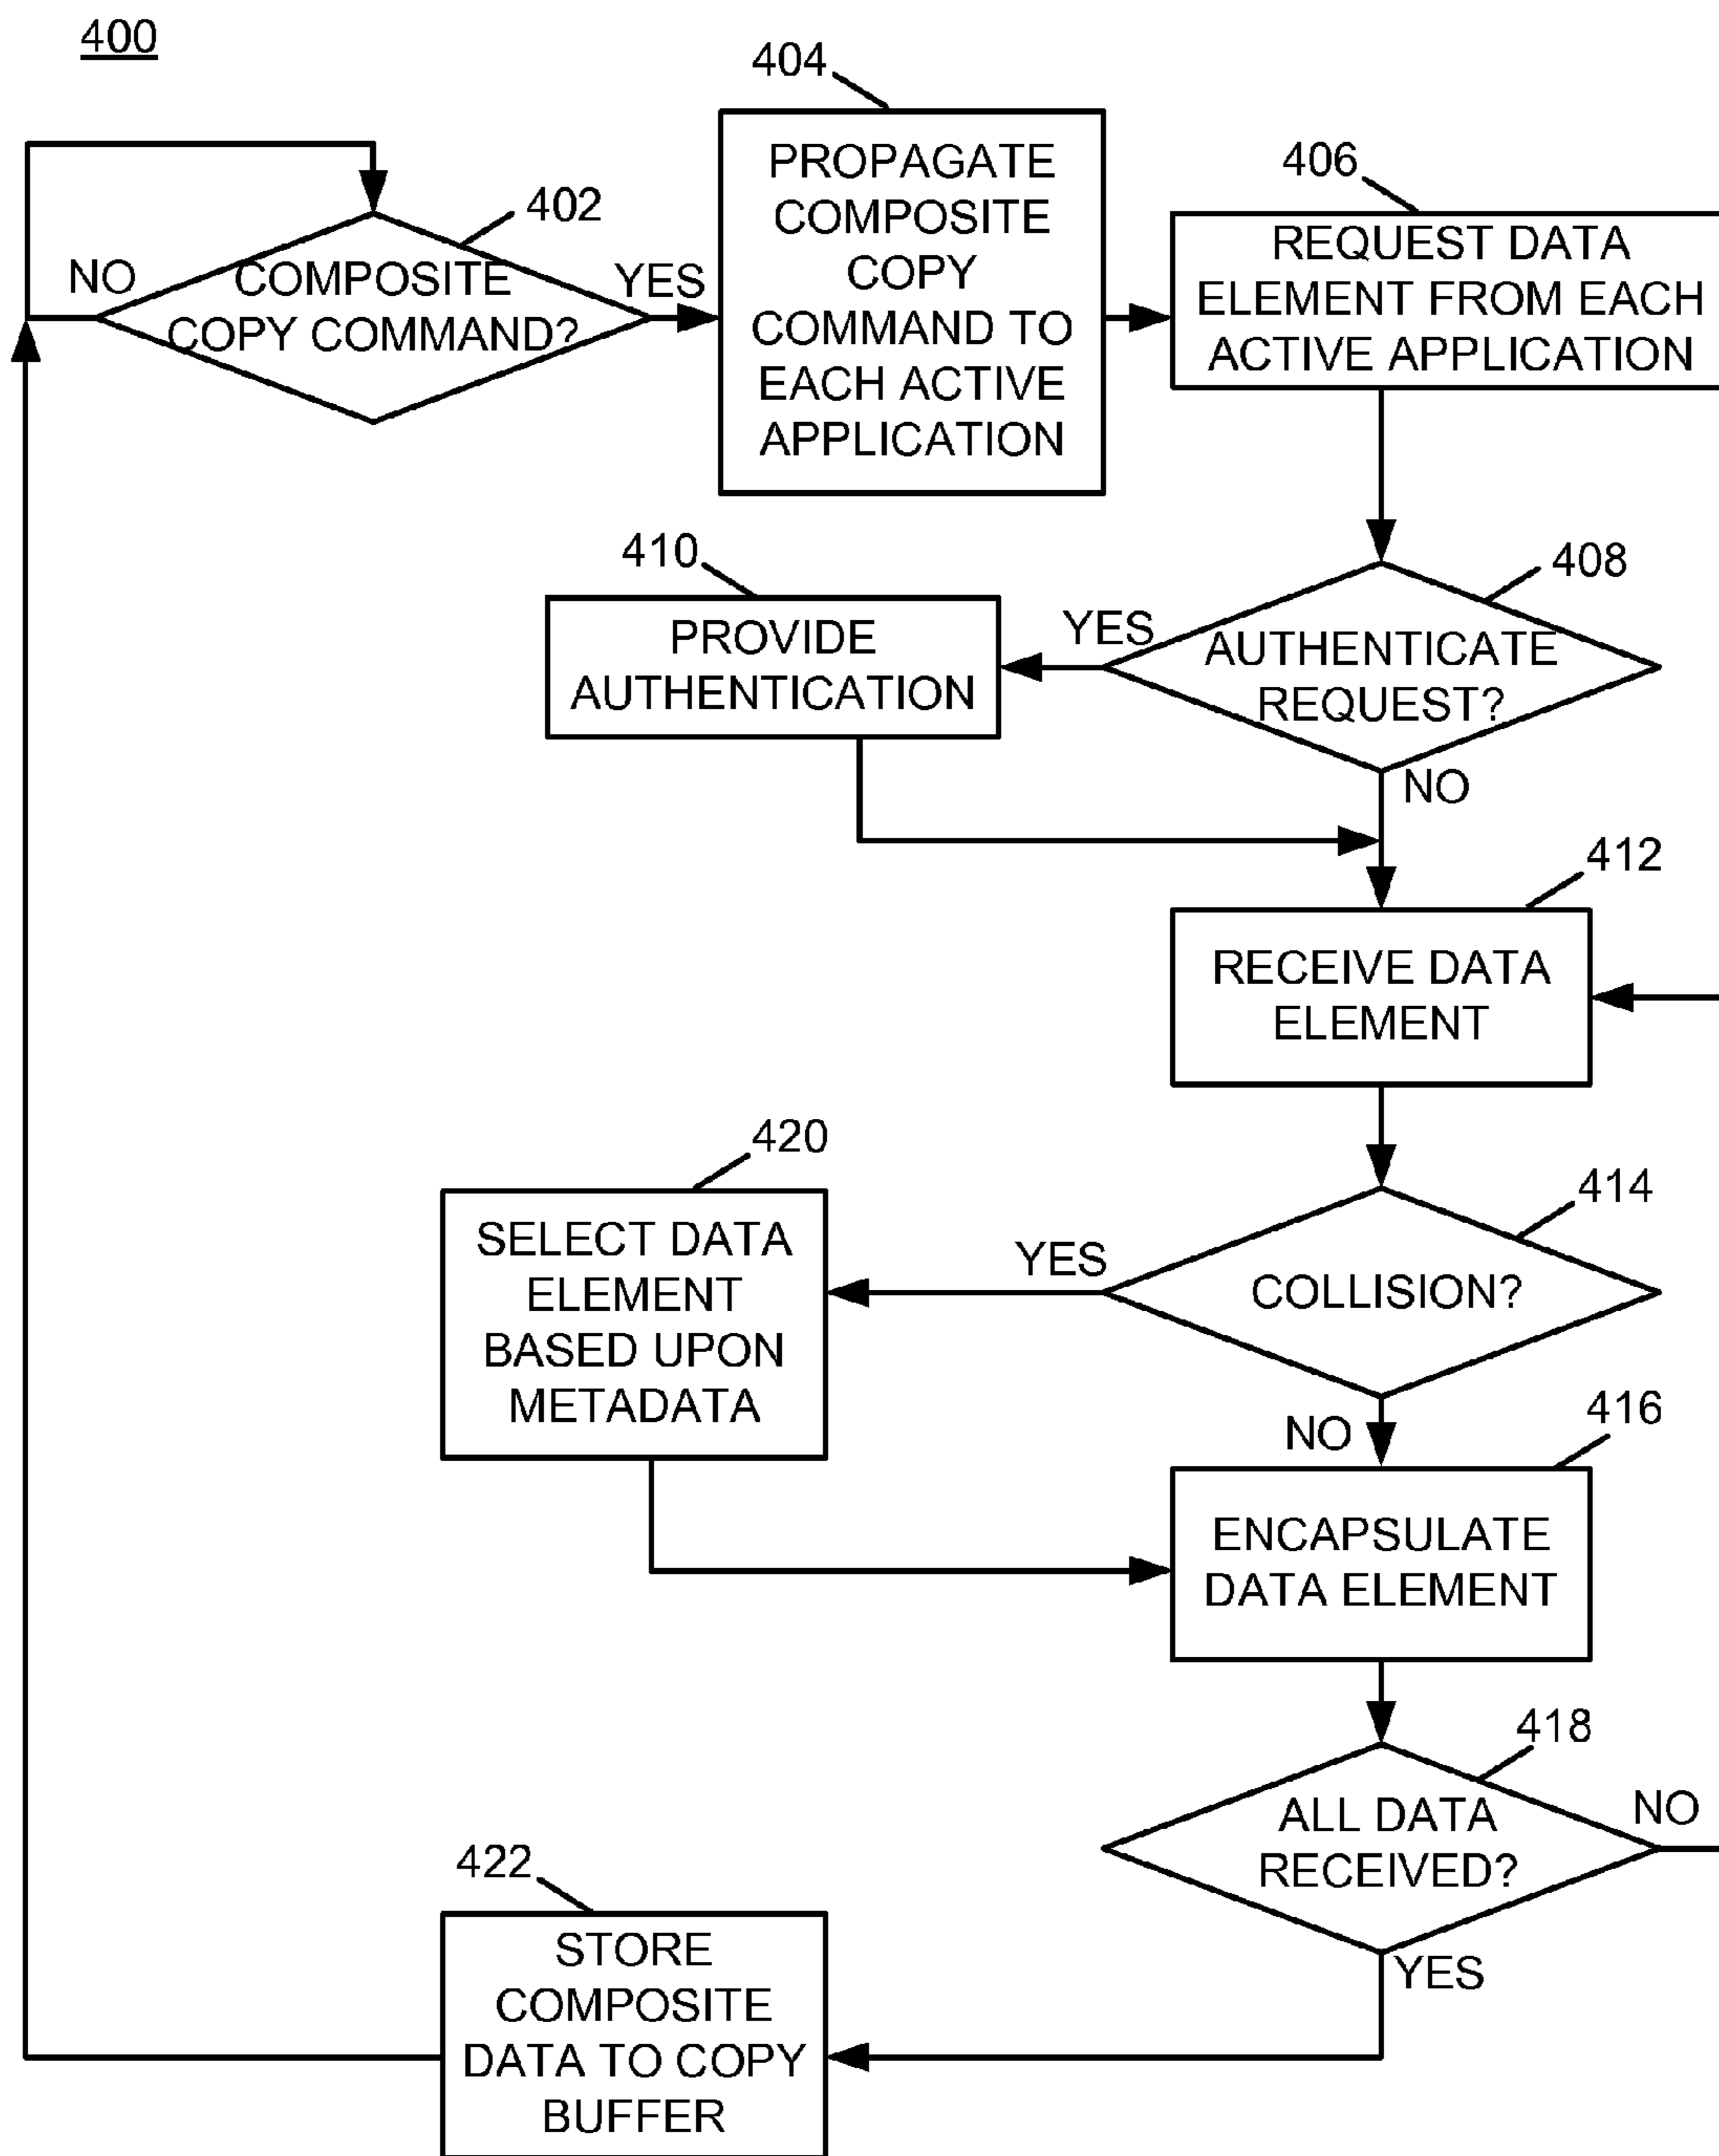 400
404
PROPAGATE
COMPOSITE
COPY
COMMAND TO
EACH ACTIVE
APPLICATION
406
REQUEST DATA
ELEMENT FROM EACH
ACTIVE APPLICATION
402
NO
COMPOSITE
COPY COMMAND?
YES
410
PROVIDE
AUTHENTICATION
408
YES
AUTHENTICATE
REQUEST?
NO
412
RECEIVE DATA
ELEMENT
420
SELECT DATA
ELEMENT
BASED UPON
METADATA
414
YES
COLLISION?
NO
416
ENCAPSULATE
DATA ELEMENT
418
ALL DATA
RECEIVED?
NO
YES
422
STORE
COMPOSITE
DATA TO COPY
BUFFER